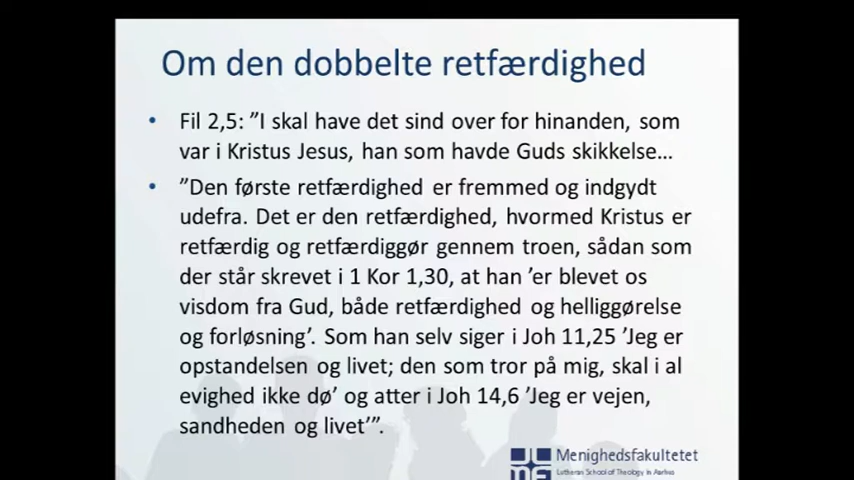 Om den dobbelte retfærdighed
• Fil 2,5: ”I skal have det sind over for hinanden, som
var i Kristus Jesus, han som havde Guds skikkelse...
• ”Den første retfærdighed er fremmed og indgydt
udefra. Det er den retfærdighed, hvormed Kristus er
retfærdig og retfærdiggør gennem troen, sådan som
der står skrevet i 1 Kor 1,30, at han ’er blevet os
visdom fra Gud, både retfærdighed og helliggørelse
og forløsning’. Som han selv siger i Joh 11,25 ’Jeg er
opstandelsen og livet; den som tror på mig, skal i al
evighed ikke dø’ og atter i Joh 14,6 ’Jeg er vejen,
sandheden og livet’”.
Menighedsfakultetet
Lutheran School of Theology in Aarhus